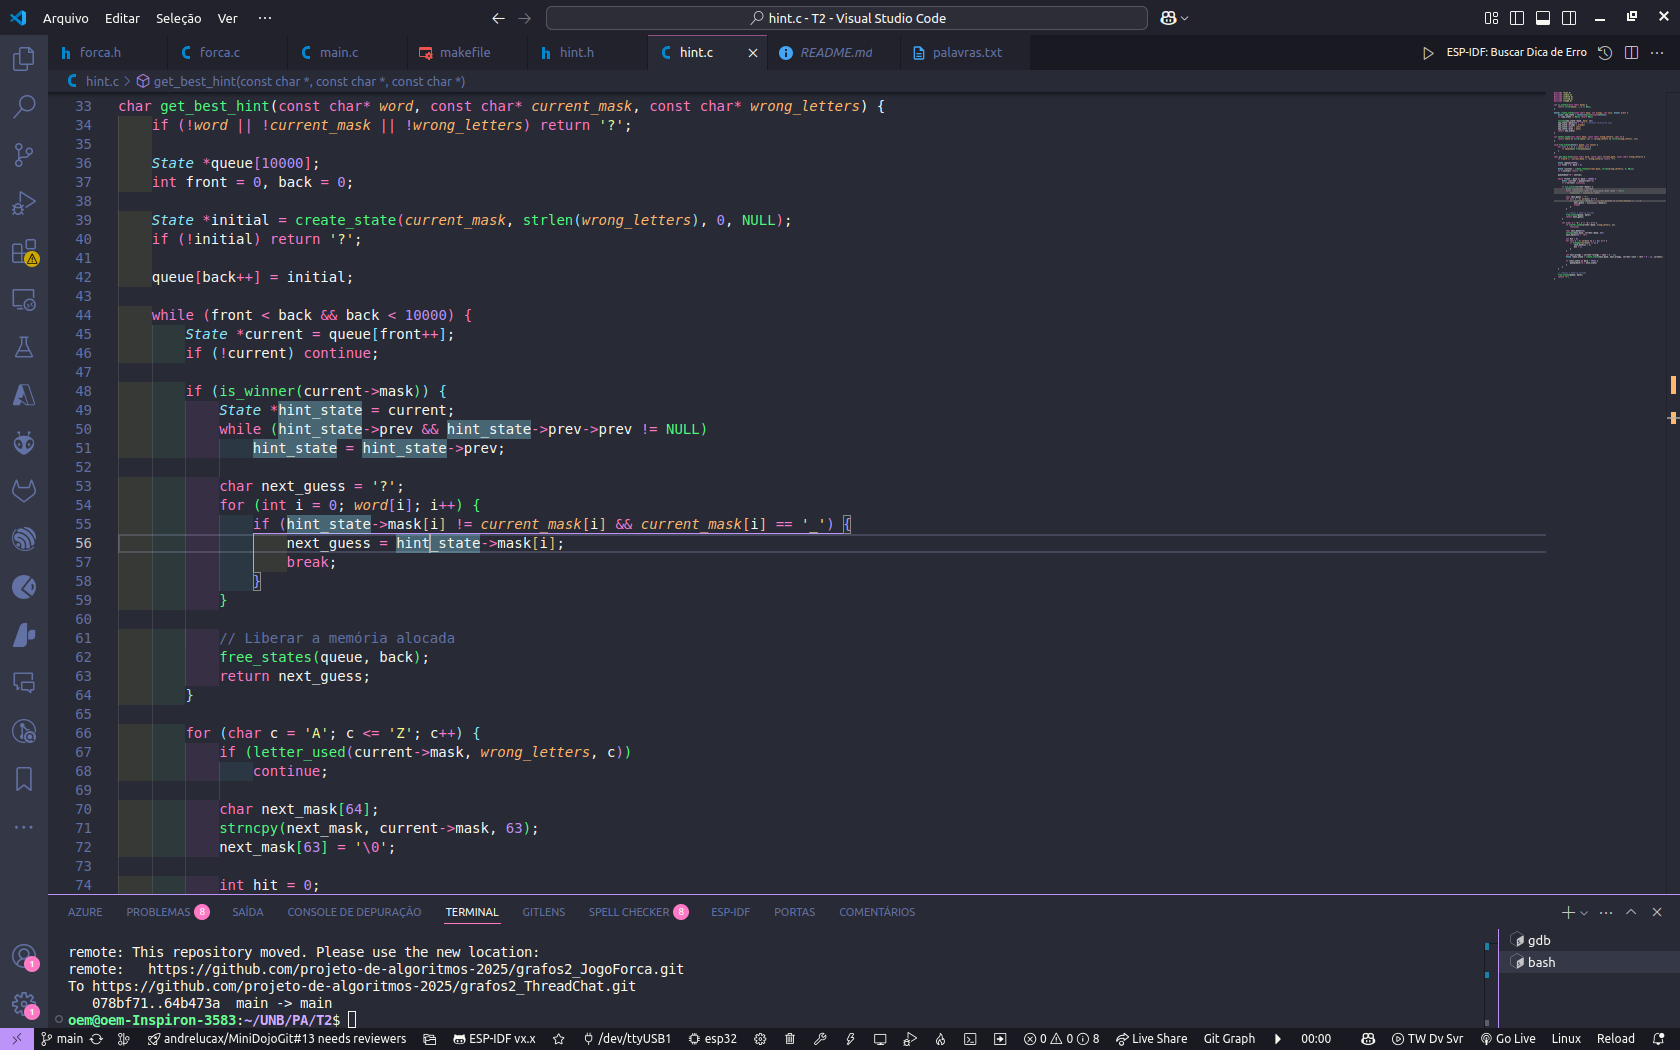 Arquivo Editar Seleção Ver ···
hint.c - T2 - Visual Studio Code
forca.h forca.c main.c makefile hint.h hint.c README.md palavras.txt ESP-IDF: Buscar Dica de Erro
hint.c > get_best_hint(const char *, const char *, const char *)
33 char get_best_hint(const char* word, const char* current_mask, const char* wrong_letters) {
34 if (!word || !current_mask || !wrong_letters) return '?';
35
36 State *queue[10000];
37 int front = 0, back = 0;
38
39 State *initial = create_state(current_mask, strlen(wrong_letters), 0, NULL);
40 if (!initial) return '?';
41
42 queue[back++] = initial;
43
44 while (front < back && back < 10000) {
45 State *current = queue[front++];
46 if (!current) continue;
47
48 if (is_winner(current->mask)) {
49 State *hint_state = current;
50 while (hint_state->prev && hint_state->prev->prev != NULL)
51 hint_state = hint_state->prev;
52
53 char next_guess = '?';
54 for (int i = 0; word[i]; i++) {
55 if (hint_state->mask[i] != current_mask[i] && current_mask[i] == '_') {
56 next_guess = hint_state->mask[i];
57 break;
58 }
59 }
60
61 // Liberar a memória alocada
62 free_states(queue, back);
63 return next_guess;
64 }
65
66 for (char c = 'A'; c <= 'Z'; c++) {
67 if (letter_used(current->mask, wrong_letters, c))
68 continue;
69
70 char next_mask[64];
71 strncpy(next_mask, current->mask, 63);
72 next_mask[63] = '\0';
73
74 int hit = 0;
AZURE PROBLEMAS 8 SAÍDA CONSOLE DE DEPURAÇÃO TERMINAL GITLENS SPELL CHECKER 8 ESP-IDF PORTAS COMENTÁRIOS
remote: This repository moved. Please use the new location:
remote: https://github.com/projeto-de-algoritmos-2025/grafos2_JogoForca.git
To https://github.com/projeto-de-algoritmos-2025/grafos2_ThreadChat.git
078bf71..64b473a main -> main
oem@oem-Inspiron-3583:~/UNB/PA/T2$
gdb
bash
1
1
main andrelucax/MiniDojoGit#13 needs reviewers ESP-IDF vx.x /dev/ttyUSB1 esp32 0 0 8 Live Share Git Graph 00:00 TW Dv Svr Go Live Linux Reload